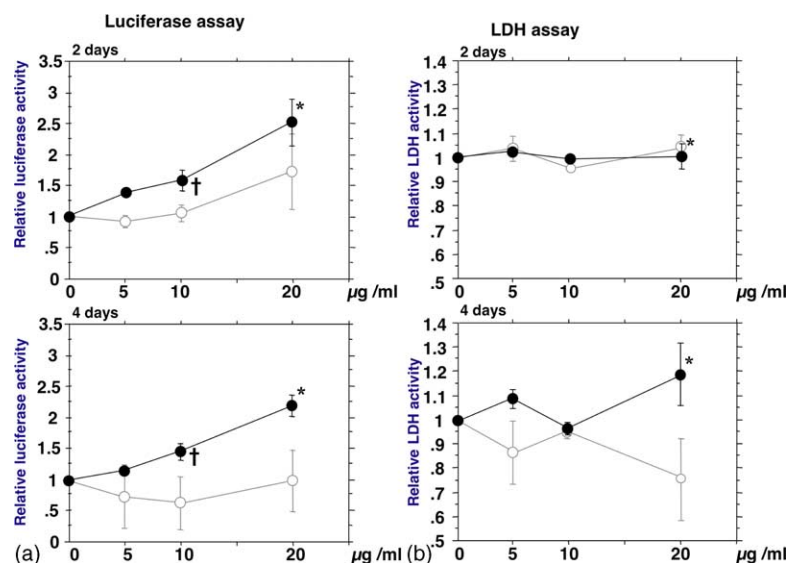 Luciferase assay
2 days
Relative luciferase activity
3.5
3
2.5
2
1.5
1
.5
0
*
†
0 5 10 20 µg /ml
4 days
Relative luciferase activity
3.5
3
2.5
2
1.5
1
.5
0
*
†
0 5 10 20 µg /ml
(a)
LDH assay
2 days
Relative LDH activity
1.4
1.3
1.2
1.1
1.0
.9
.8
.7
.6
.5
*
0 5 10 20 µg /ml
4 days
Relative LDH activity
1.4
1.3
1.2
1.1
1
.9
.8
.7
.6
.5
*
0 5 10 20 µg /ml
(b)